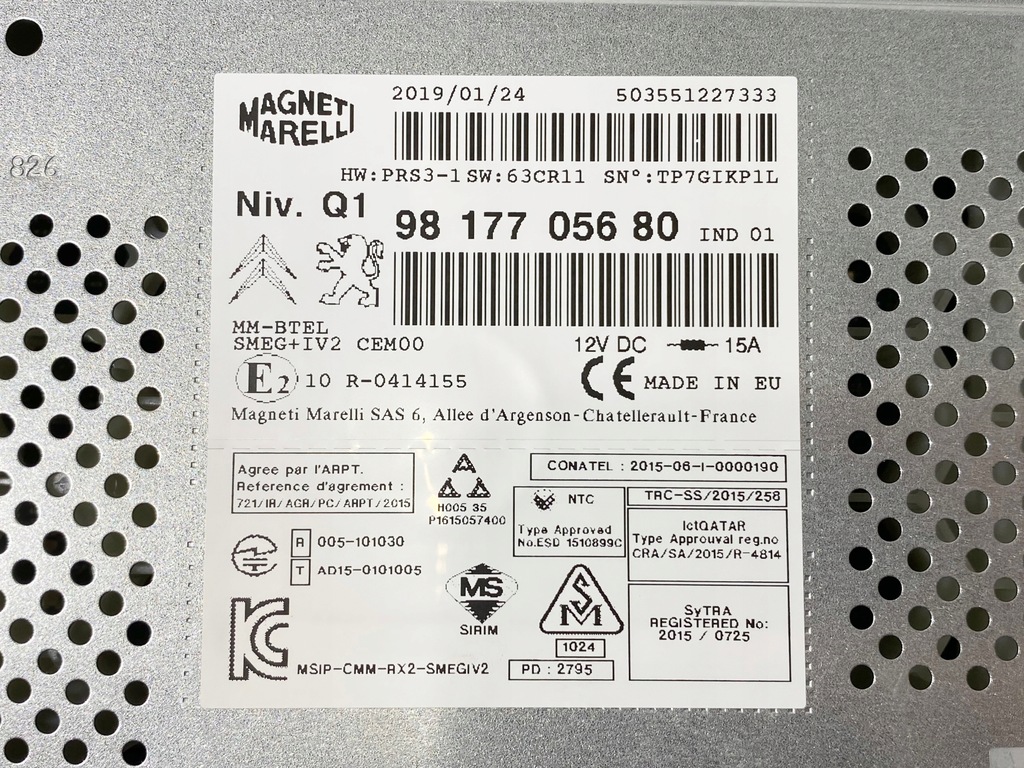 826
MAGNETI
MARELLI
2019/01/24 503551227333
HW:PRS3-1 SW:63CR11 SN°:TP7GIKP1L
Niv. Q1
98 177 056 80 IND 01
MM-BTEL
SMEG+IV2 CEM00
12V DC 15A
E2 10 R-0414155
CE MADE IN EU
Magneti Marelli SAS 6, Allee d'Argenson-Chatellerault-France
Agree par l'ARPT.
Reference d'agrement :
721/IR/AGR/PC/ARPT/2015
H005 35
P1615057400
CONATEL : 2015-06-I-0000190
NTC
Type Approved
No.ESD 1510899C
TRC-SS/2015/258
IctQATAR
Type Approuval reg.no
CRA/SA/2015/R-4814
R 005-101030
T AD15-0101005
MS
SIRIM
SM
1024
PD : 2795
SyTRA
REGISTERED No:
2015 / 0725
KC
MSIP-CMM-RX2-SMEGIV2